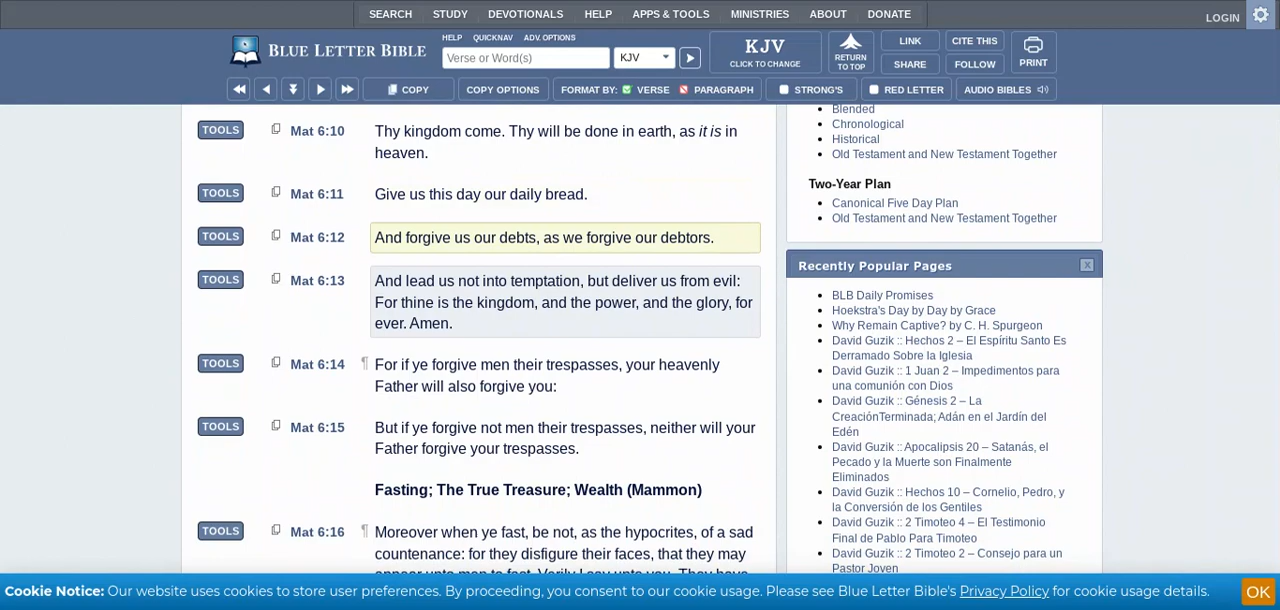 SEARCH STUDY DEVOTIONALS HELP APPS & TOOLS MINISTRIES ABOUT DONATE LOGIN
BLUE LETTER BIBLE
HELP QUICKNAV ADV. OPTIONS
Verse or Word(s) KJV
KJV
CLICK TO CHANGE
RETURN
TO TOP
LINK CITE THIS
SHARE FOLLOW
PRINT
COPY COPY OPTIONS FORMAT BY: VERSE PARAGRAPH STRONG'S RED LETTER AUDIO BIBLES
TOOLS Mat 6:10 Thy kingdom come. Thy will be done in earth, as it is in
heaven.
TOOLS Mat 6:11 Give us this day our daily bread.
TOOLS Mat 6:12 And forgive us our debts, as we forgive our debtors.
TOOLS Mat 6:13 And lead us not into temptation, but deliver us from evil:
For thine is the kingdom, and the power, and the glory, for
ever. Amen.
TOOLS Mat 6:14 ¶ For if ye forgive men their trespasses, your heavenly
Father will also forgive you:
TOOLS Mat 6:15 But if ye forgive not men their trespasses, neither will your
Father forgive your trespasses.
Fasting; The True Treasure; Wealth (Mammon)
TOOLS Mat 6:16 ¶ Moreover when ye fast, be not, as the hypocrites, of a sad
countenance: for they disfigure their faces, that they may
appear unto men to fast. Verily I say unto you, They have
Blended
Chronological
Historical
Old Testament and New Testament Together
Two-Year Plan
Canonical Five Day Plan
Old Testament and New Testament Together
Recently Popular Pages x
BLB Daily Promises
Hoekstra's Day by Day by Grace
Why Remain Captive? by C. H. Spurgeon
David Guzik :: Hechos 2 – El Espíritu Santo Es
Derramado Sobre la Iglesia
David Guzik :: 1 Juan 2 – Impedimentos para
una comunión con Dios
David Guzik :: Génesis 2 – La
CreaciónTerminada; Adán en el Jardín del
Edén
David Guzik :: Apocalipsis 20 – Satanás, el
Pecado y la Muerte son Finalmente
Eliminados
David Guzik :: Hechos 10 – Cornelio, Pedro, y
la Conversión de los Gentiles
David Guzik :: 2 Timoteo 4 – El Testimonio
Final de Pablo Para Timoteo
David Guzik :: 2 Timoteo 2 – Consejo para un
Pastor Joven
Cookie Notice: Our website uses cookies to store user preferences. By proceeding, you consent to our cookie usage. Please see Blue Letter Bible's Privacy Policy for cookie usage details. OK